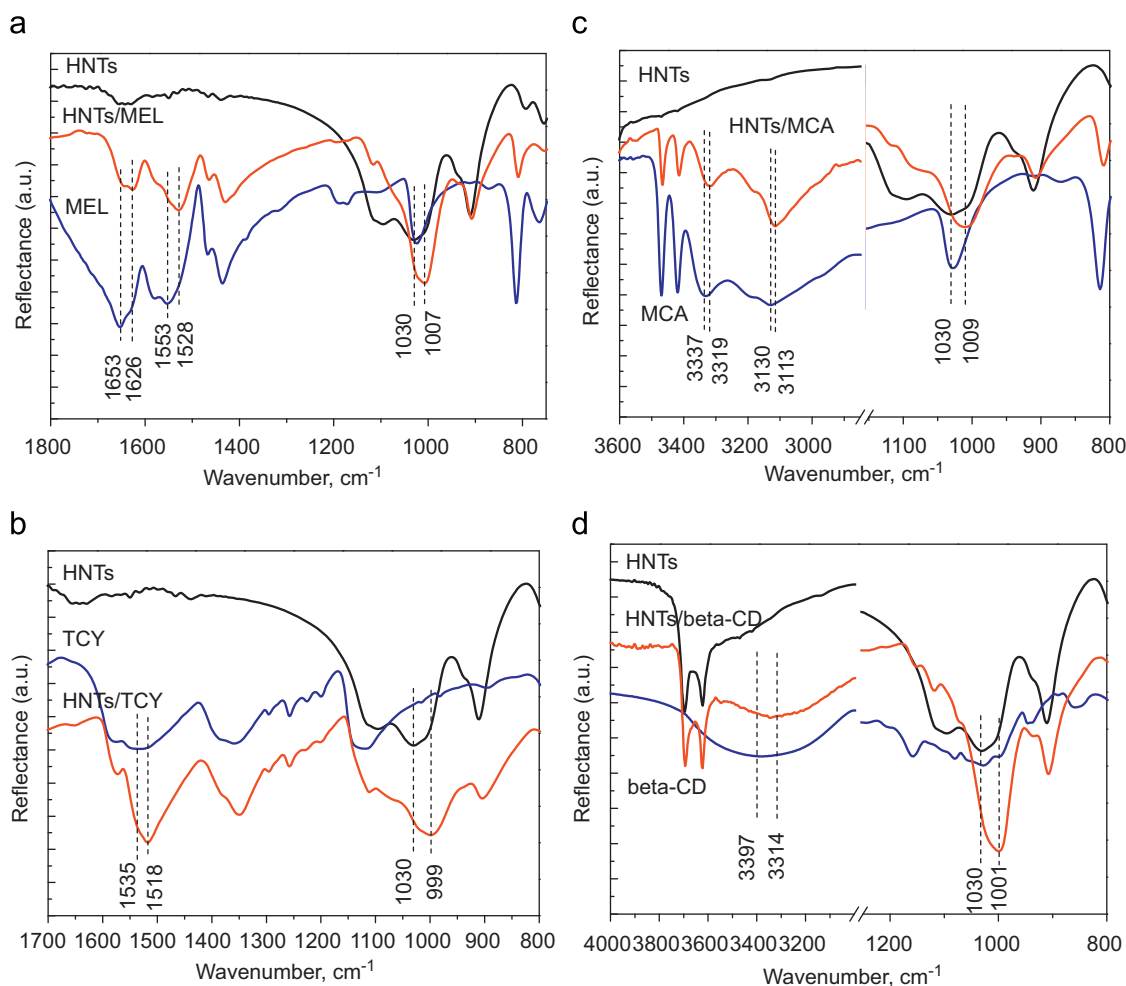 a
HNTs
HNTs/MEL
MEL
Reflectance (a.u.)
1653
1626
1553
1528
1030
1007
1800 1600 1400 1200 1000 800
Wavenumber, cm-1
c
HNTs
HNTs/MCA
MCA
Reflectance (a.u.)
3337
3319
3130
3113
1030
1009
3600 3400 3200 3000 1100 1000 900 800
Wavenumber, cm-1
b
HNTs
TCY
HNTs/TCY
Reflectance (a.u.)
1535
1518
1030
999
1700 1600 1500 1400 1300 1200 1100 1000 900 800
Wavenumber, cm-1
d
HNTs
HNTs/beta-CD
beta-CD
Reflectance (a.u.)
3397
3314
1030
1001
4000 3800 3600 3400 3200 1200 1000 800
Wavenumber, cm-1